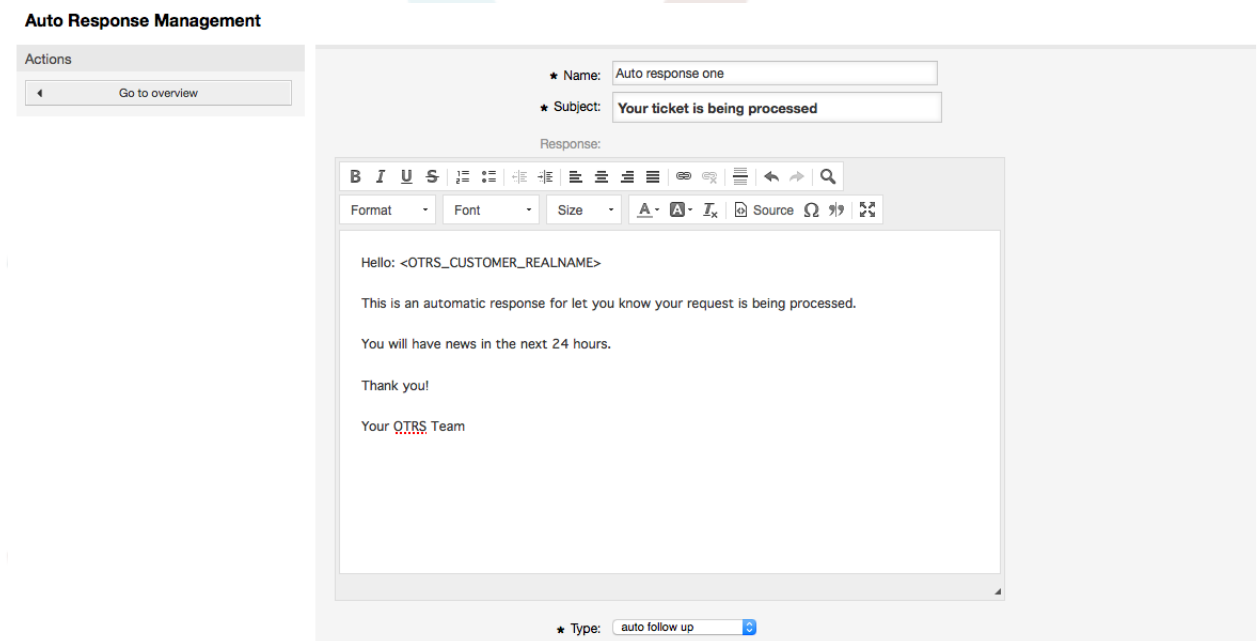 Auto Response Management
Actions
Go to overview
★ Name: Auto response one
★ Subject: Your ticket is being processed
Response:
B I U S
Format Font Size A A Ix Source Ω
Hello: <OTRS_CUSTOMER_REALNAME>
This is an automatic response for let you know your request is being processed.
You will have news in the next 24 hours.
Thank you!
Your OTRS Team
★ Type: auto follow up